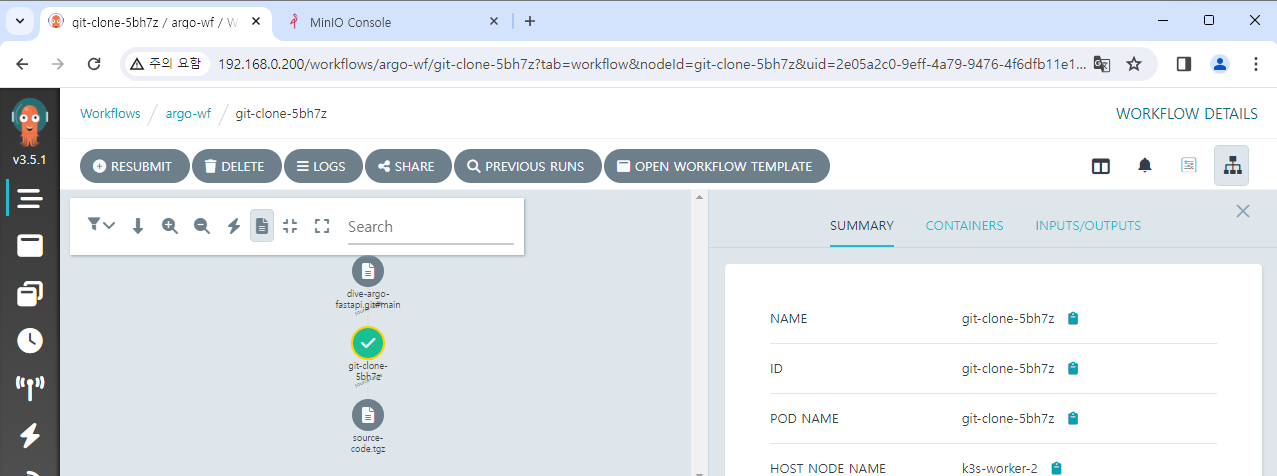 git-clone-5bh7z / argo-wf / W
MinIO Console
주의 요함
192.168.0.200/workflows/argo-wf/git-clone-5bh7z?tab=workflow&nodeId=git-clone-5bh7z&uid=2e05a2c0-9eff-4a79-9476-4f6dfb11e1...
v3.5.1
Workflows / argo-wf / git-clone-5bh7z
WORKFLOW DETAILS
RESUBMIT
DELETE
LOGS
SHARE
PREVIOUS RUNS
OPEN WORKFLOW TEMPLATE
Search
dive-argo-
fastapi.git#main
git-clone-
5bh7z
source-
code.tgz
SUMMARY
CONTAINERS
INPUTS/OUTPUTS
NAME git-clone-5bh7z
ID git-clone-5bh7z
POD NAME git-clone-5bh7z
HOST NODE NAME k3s-worker-2